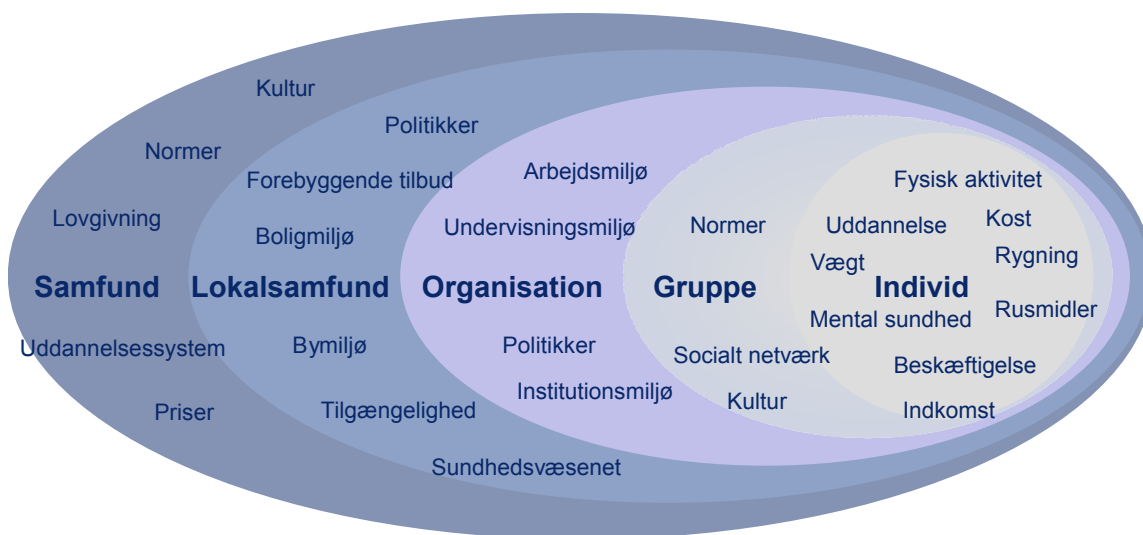 Kultur
Politikker
Normer
Arbejdsmiljø
Forebyggende tilbud
Fysisk aktivitet
Lovgivning
Boligmiljø
Undervisningsmiljø
Normer
Uddannelse
Kost
Vægt
Rygning
Samfund
Lokalsamfund
Organisation
Gruppe
Individ
Rusmidler
Mental sundhed
Uddannelsessystem
Bymiljø
Politikker
Socialt netværk
Beskæftigelse
Institutionsmiljø
Kultur
Priser
Tilgængelighed
Indkomst
Sundhedsvæsenet